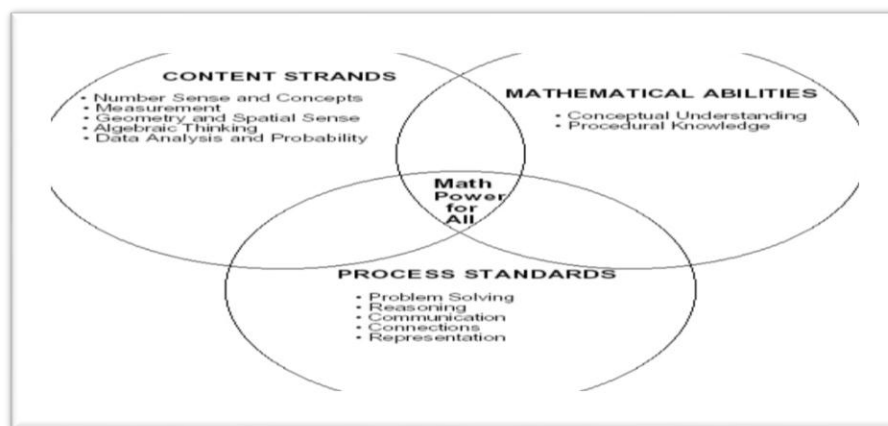 CONTENT STRANDS
• Number Sense and Concepts
• Measurement
• Geometry and Spatial Sense
• Algebraic Thinking
• Data Analysis and Probability
MATHEMATICAL ABILITIES
• Conceptual Understanding
• Procedural Knowledge
Math
Power
for
All
PROCESS STANDARDS
• Problem Solving
• Reasoning
• Communication
• Connections
• Representation